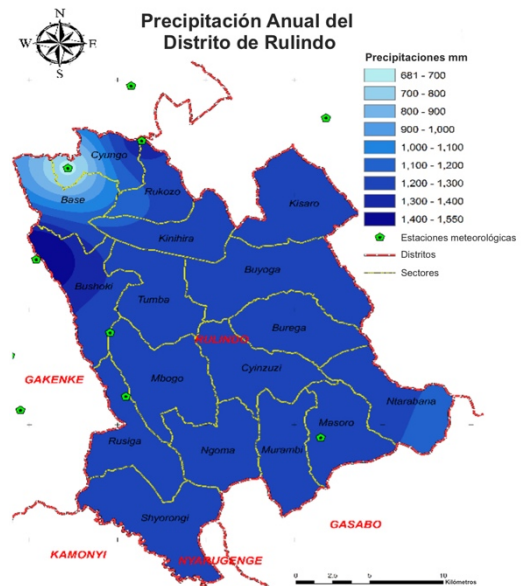 Precipitación Anual del
Distrito de Rulindo
N
W E
S
Precipitaciones mm
681 - 700
700 - 800
800 - 900
900 - 1,000
1,000 - 1,100
1,100 - 1,200
1,200 - 1,300
1,300 - 1,400
1,400 - 1,550
Estaciones meteorológicas
Distritos
Sectores
Cyungo
Base
Rukozo
Kisaro
Kinihira
Buyoga
Bushoki
Tumba
Burega
RULINDO
Cyinzuzi
GAKENKE
Mbogo
Ntarabana
Masoro
Rusiga
Ngoma
Murambi
Shyorongi
GASABO
KAMONYI
NYARUGENGE
0 2.5 5 10
Kilómetros